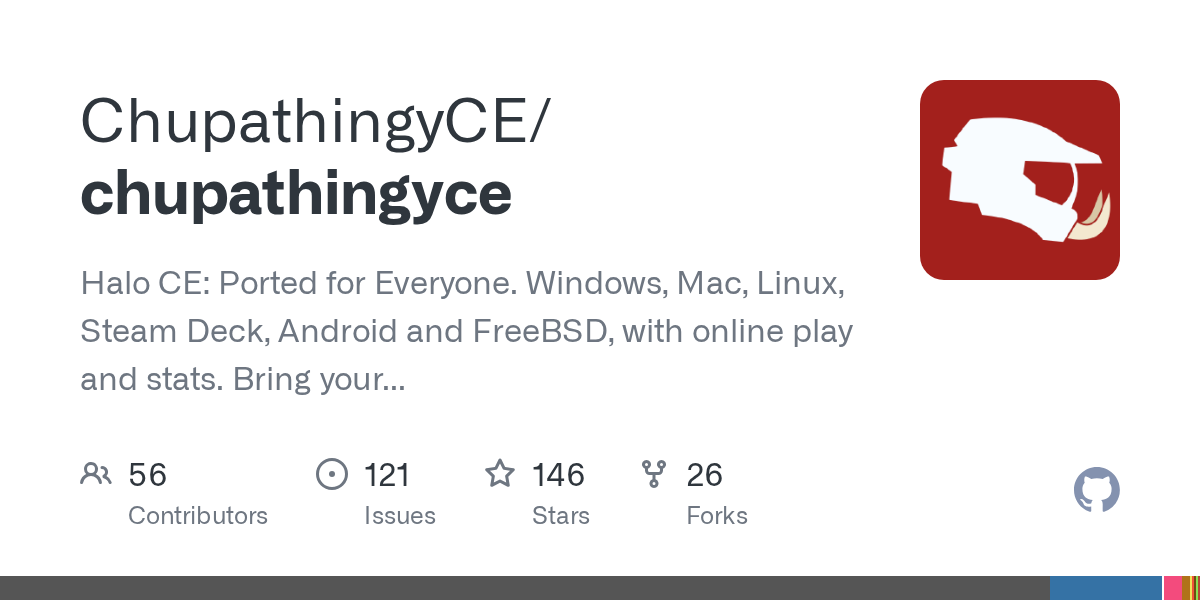 ChupathingyCE/
chupathingyce
Halo CE: Ported for Everyone. Windows, Mac, Linux,
Steam Deck, Android and FreeBSD, with online play
and stats. Bring your...
56
Contributors
121
Issues
146
Stars
26
Forks